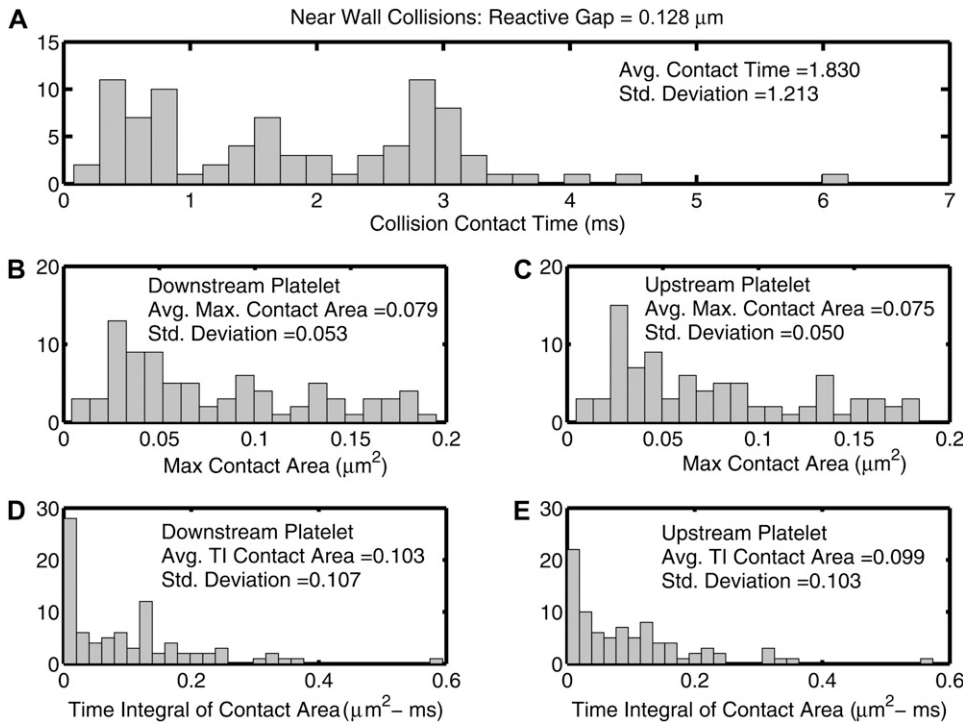 A
Near Wall Collisions: Reactive Gap = 0.128 μm
15
10
5
0
Avg. Contact Time =1.830
Std. Deviation =1.213
0 1 2 3 4 5 6 7
Collision Contact Time (ms)
B
20
10
0
Downstream Platelet
Avg. Max. Contact Area =0.079
Std. Deviation =0.053
0 0.05 0.1 0.15 0.2
Max Contact Area (μm²)
C
20
10
0
Upstream Platelet
Avg. Max. Contact Area =0.075
Std. Deviation =0.050
0 0.05 0.1 0.15 0.2
Max Contact Area (μm²)
D
30
20
10
0
Downstream Platelet
Avg. TI Contact Area =0.103
Std. Deviation =0.107
0 0.2 0.4 0.6
Time Integral of Contact Area (μm²− ms)
E
30
20
10
0
Upstream Platelet
Avg. TI Contact Area =0.099
Std. Deviation =0.103
0 0.2 0.4 0.6
Time Integral of Contact Area (μm²− ms)